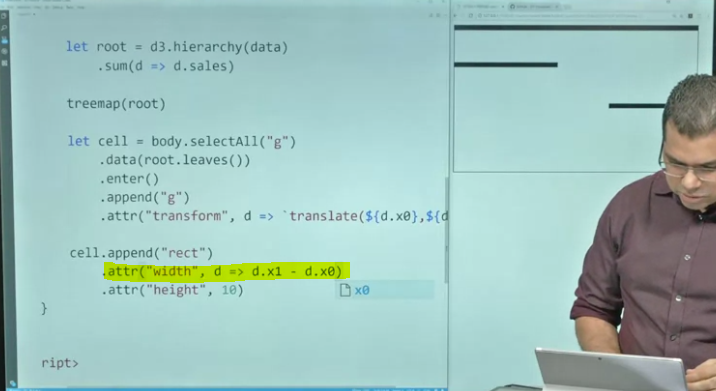 let root = d3.hierarchy(data)
.sum(d => d.sales)
treemap(root)
let cell = body.selectAll("g")
.data(root.leaves())
.enter()
.append("g")
.attr("transform", d => `translate(${d.x0},${d
cell.append("rect")
.attr("width", d => d.x1 - d.x0)
.attr("height", 10)
x0
}
ript>